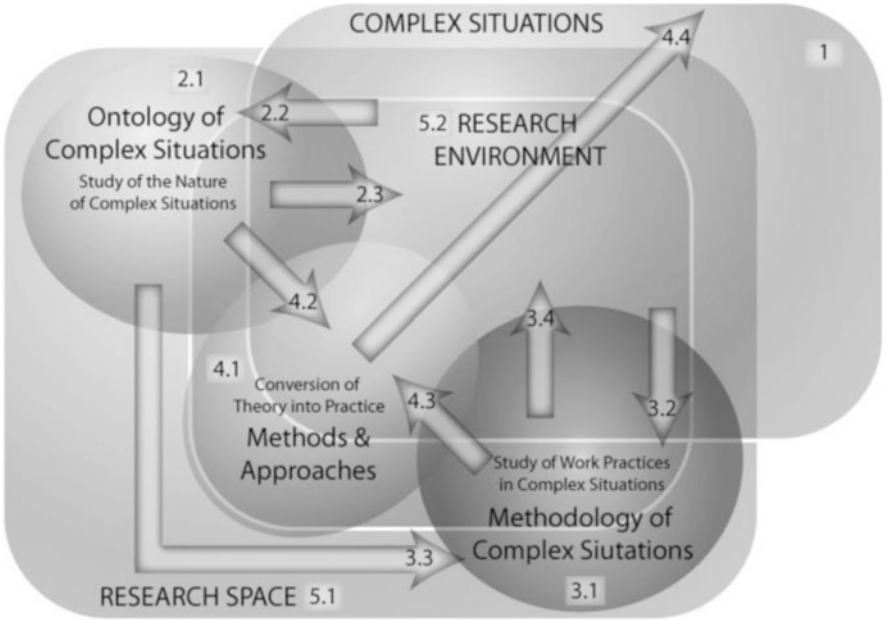 COMPLEX SITUATIONS
4.4
1
2.1
Ontology of
Complex Situations
Study of the Nature
of Complex Situations
2.2
5.2 RESEARCH
ENVIRONMENT
2.3
4.2
3.4
4.1
Conversion of
Theory into Practice
Methods &
Approaches
4.3
3.2
Study of Work Practices
in Complex Situations
Methodology of
Complex Siutations
3.3
3.1
RESEARCH SPACE 5.1